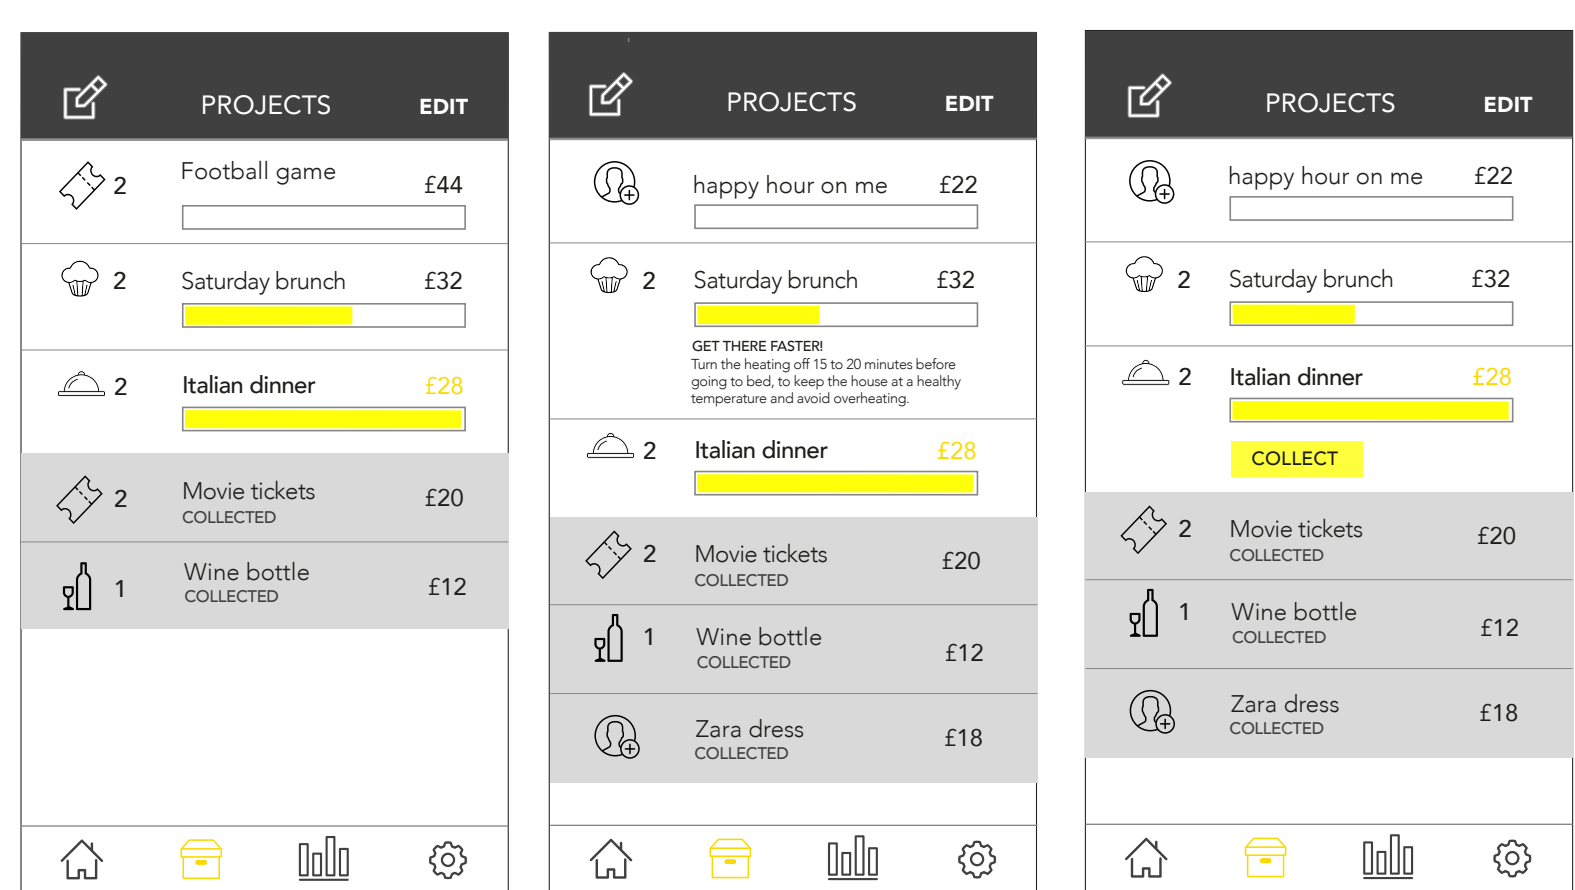 PROJECTS EDIT
2 Football game £44
2 Saturday brunch £32
2 Italian dinner £28
2 Movie tickets £20
COLLECTED
1 Wine bottle £12
COLLECTED
PROJECTS EDIT
happy hour on me £22
2 Saturday brunch £32
GET THERE FASTER!
Turn the heating off 15 to 20 minutes before
going to bed, to keep the house at a healthy
temperature and avoid overheating.
2 Italian dinner £28
2 Movie tickets £20
COLLECTED
1 Wine bottle £12
COLLECTED
Zara dress £18
COLLECTED
PROJECTS EDIT
happy hour on me £22
2 Saturday brunch £32
2 Italian dinner £28
COLLECT
2 Movie tickets £20
COLLECTED
1 Wine bottle £12
COLLECTED
Zara dress £18
COLLECTED